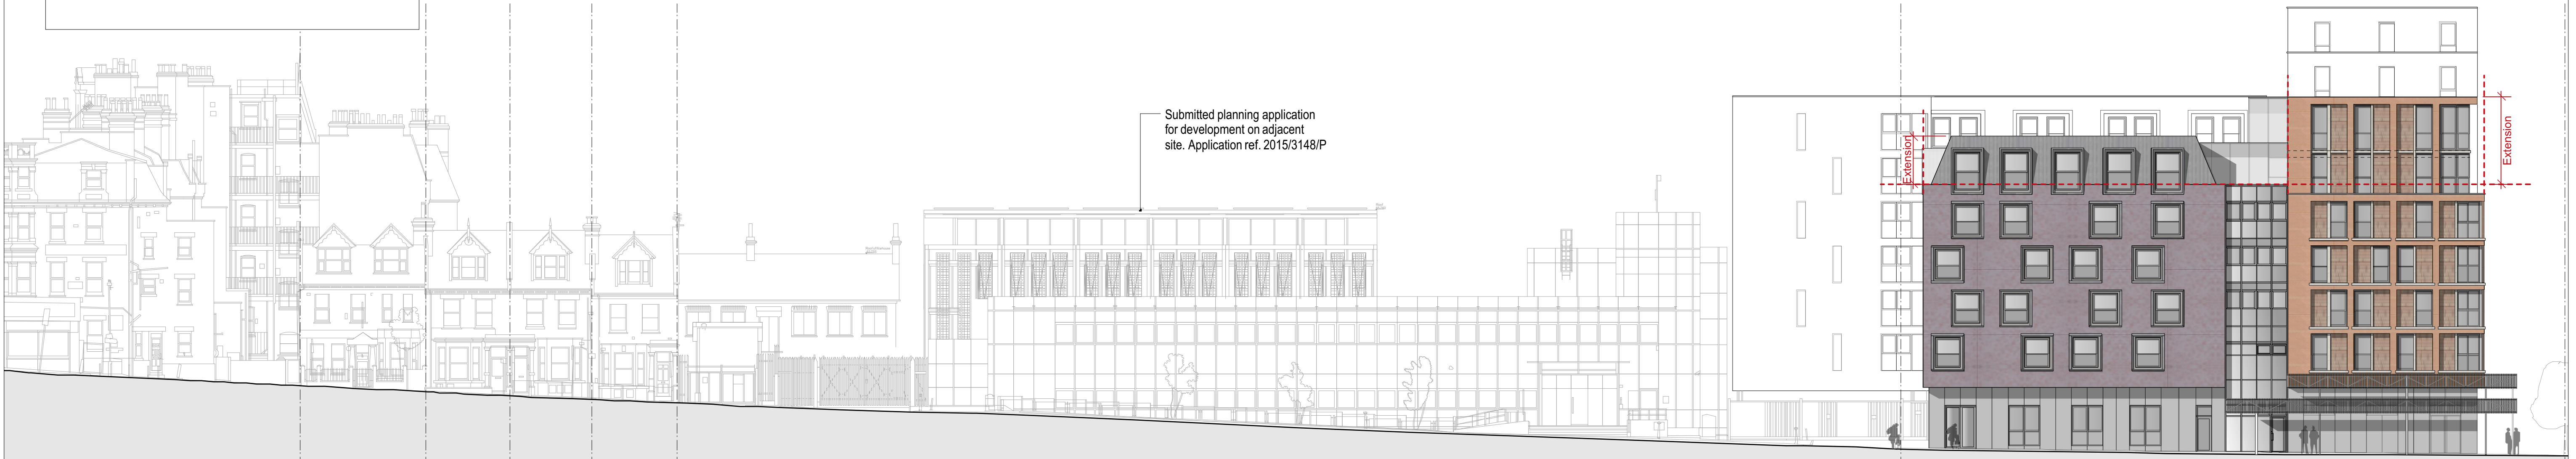 Submitted planning application
for development on adjacent
site. Application ref. 2015/3148/P
Extension
Extension